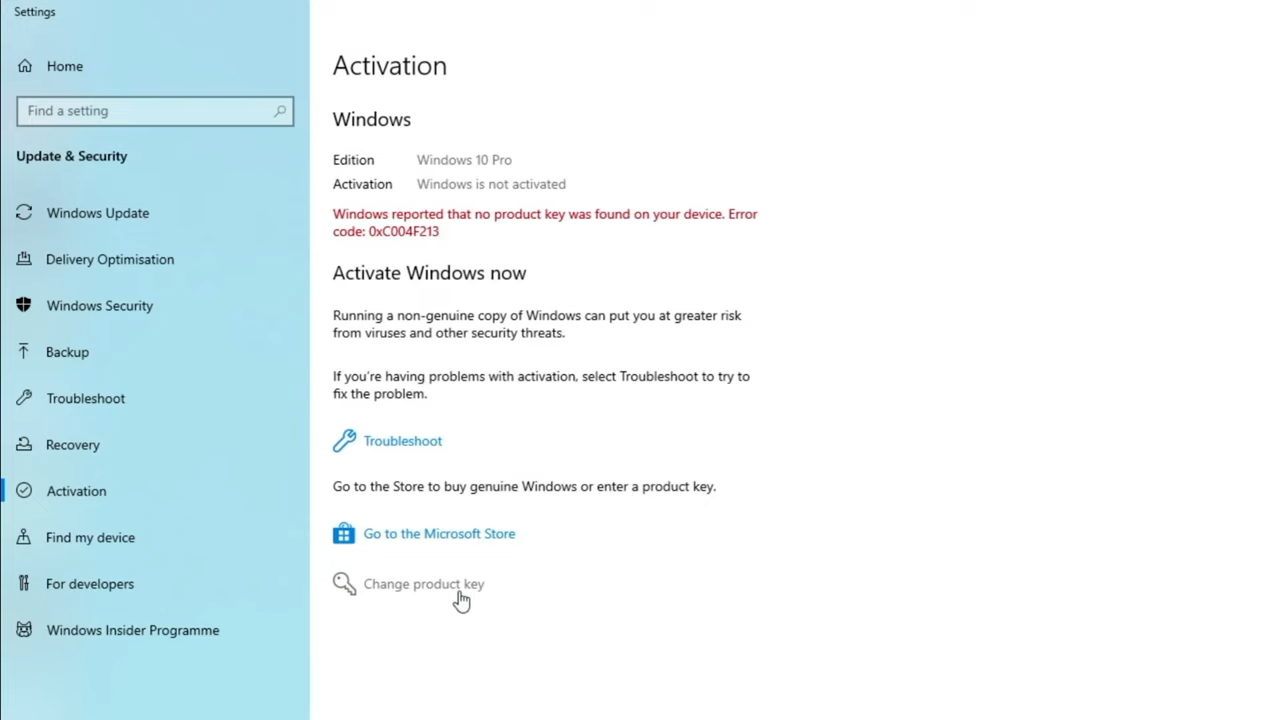 Settings
Home
Find a setting
Update & Security
Windows Update
Delivery Optimisation
Windows Security
Backup
Troubleshoot
Recovery
Activation
Find my device
For developers
Windows Insider Programme
Activation
Windows
Edition Windows 10 Pro
Activation Windows is not activated
Windows reported that no product key was found on your device. Error
code: 0xC004F213
Activate Windows now
Running a non-genuine copy of Windows can put you at greater risk
from viruses and other security threats.
If you're having problems with activation, select Troubleshoot to try to
fix the problem.
Troubleshoot
Go to the Store to buy genuine Windows or enter a product key.
Go to the Microsoft Store
Change product key